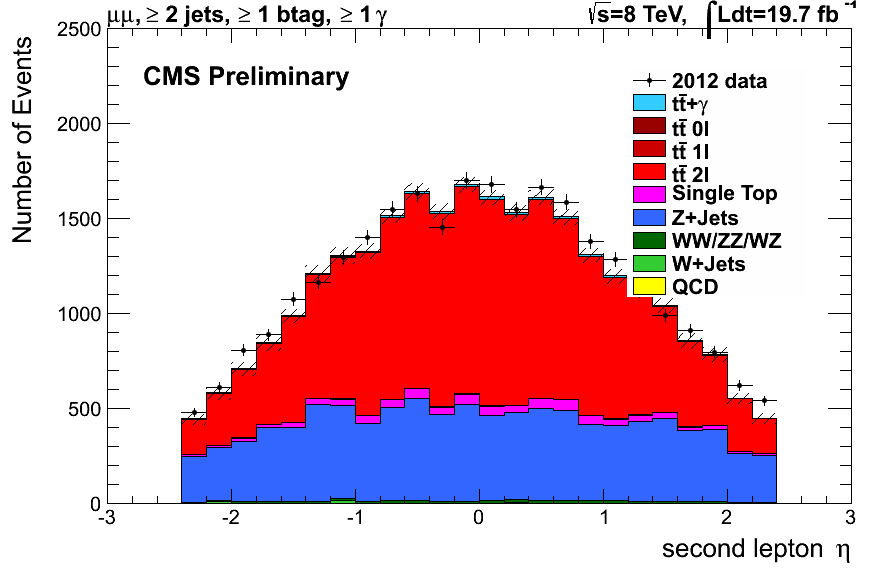 μμ, ≥ 2 jets, ≥ 1 btag, ≥ 1 γ
√s=8 TeV, ∫Ldt=19.7 fb⁻¹
CMS Preliminary
2012 data
tt̄+γ
tt̄ 0l
tt̄ 1l
tt̄ 2l
Single Top
Z+Jets
WW/ZZ/WZ
W+Jets
QCD
Number of Events
2500
2000
1500
1000
500
0
-3 -2 -1 0 1 2 3
second lepton η